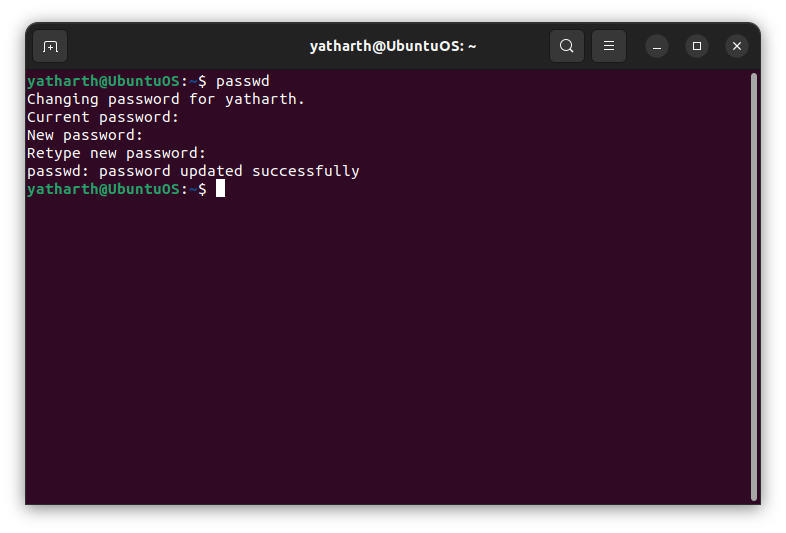 yatharth@UbuntuOS: ~
yatharth@UbuntuOS:~$ passwd
Changing password for yatharth.
Current password:
New password:
Retype new password:
passwd: password updated successfully
yatharth@UbuntuOS:~$